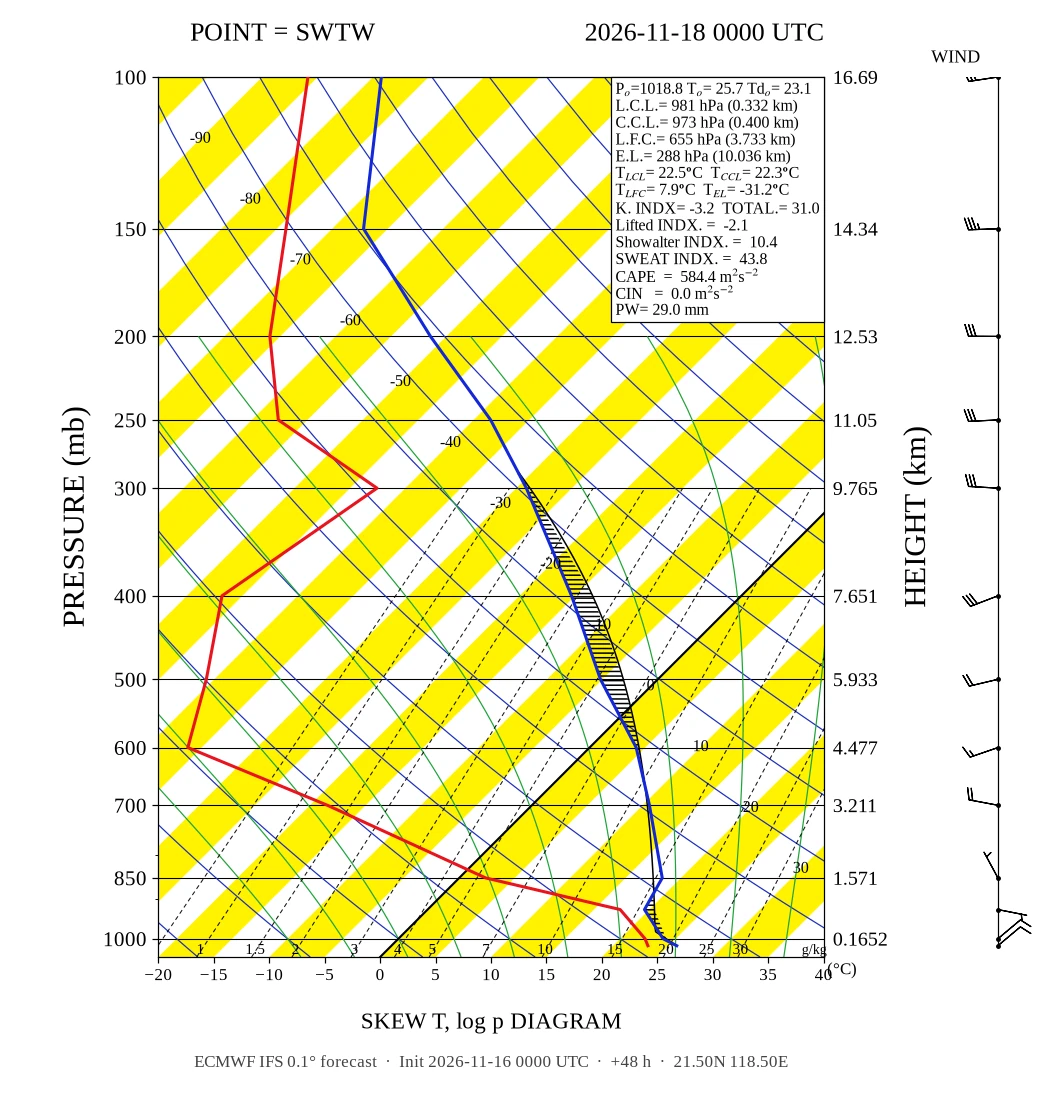 POINT = SWTW
2026-11-18 0000 UTC
WIND
P₀=1018.8 T₀= 25.7 Td₀= 23.1
L.C.L.= 981 hPa (0.332 km)
C.C.L.= 973 hPa (0.400 km)
L.F.C.= 655 hPa (3.733 km)
E.L.= 288 hPa (10.036 km)
T_LCL= 22.5°C T_CCL= 22.3°C
T_LFC= 7.9°C T_EL= -31.2°C
K. INDX= -3.2 TOTAL.= 31.0
Lifted INDX. = -2.1
Showalter INDX. = 10.4
SWEAT INDX. = 43.8
CAPE = 584.4 m²s⁻²
CIN = 0.0 m²s⁻²
PW= 29.0 mm
PRESSURE (mb)
100
150
200
250
300
400
500
600
700
850
1000
-90
-80
-70
-60
-50
-40
-30
-20
-10
0
10
20
30
16.69
14.34
12.53
11.05
9.765
7.651
5.933
4.477
3.211
1.571
0.1652
HEIGHT (km)
1 1.5 2 3 4 5 7 10 15 20 25 30 g/kg
−20 −15 −10 −5 0 5 10 15 20 25 30 35 40 (°C)
SKEW T, log p DIAGRAM
ECMWF IFS 0.1° forecast · Init 2026-11-16 0000 UTC · +48 h · 21.50N 118.50E